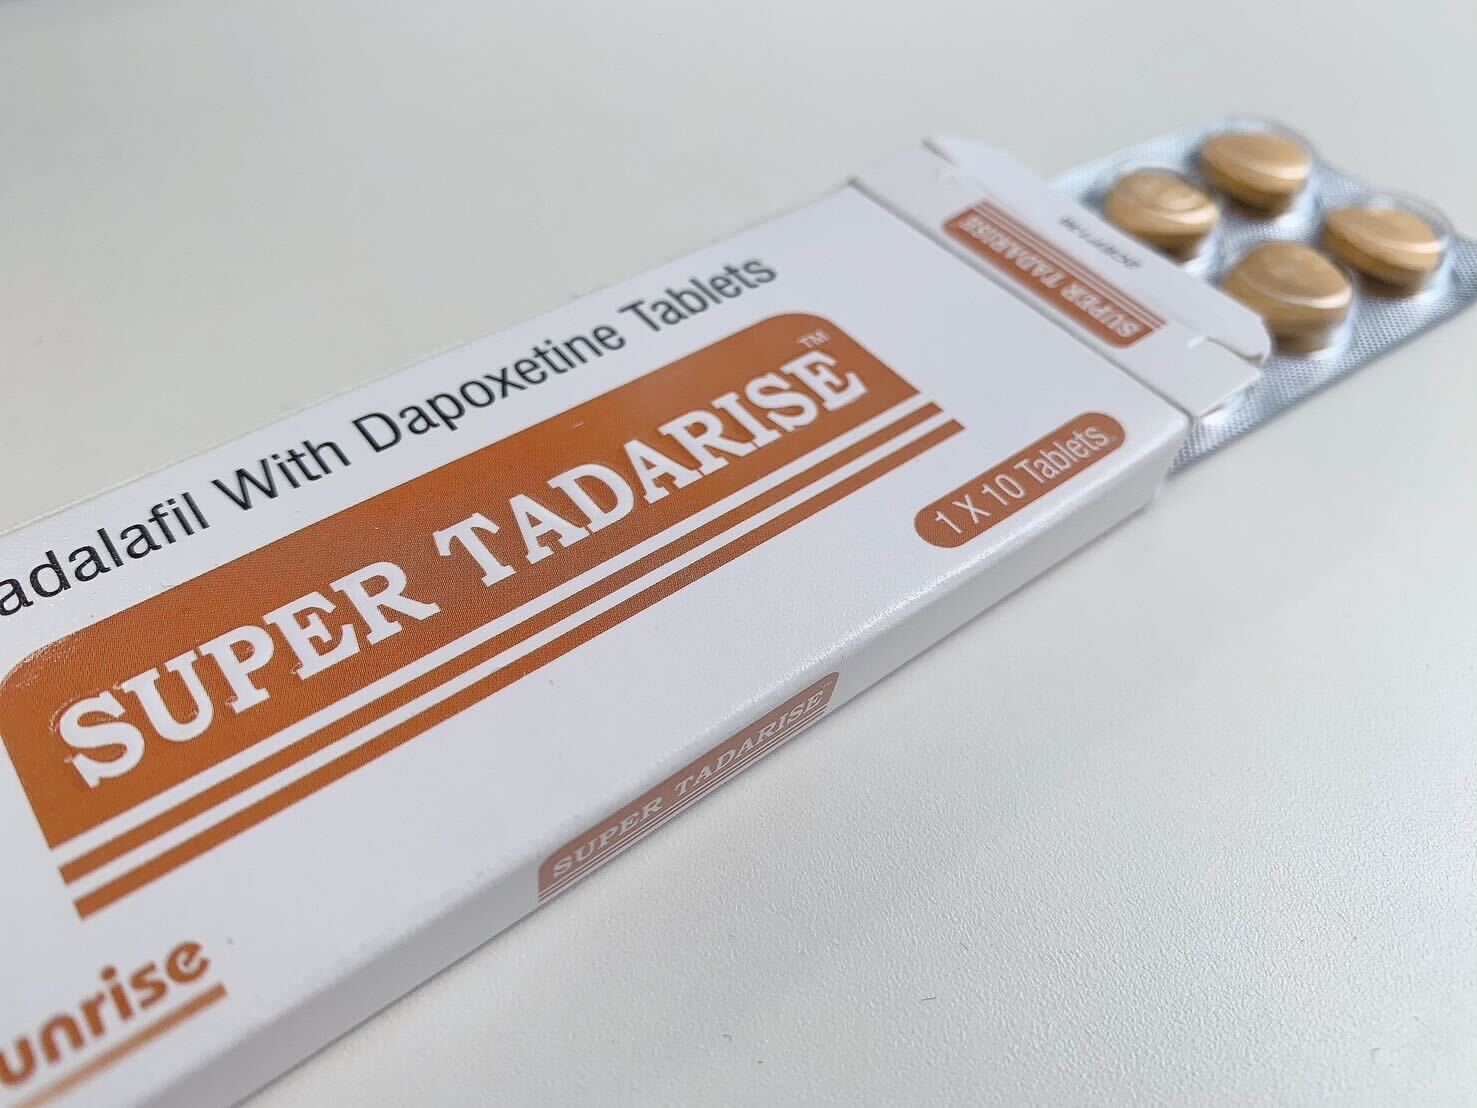 adalafil With Dapoxetine Tablets
SUPER TADARISE™
1 X 10 Tablets
unrise
SUPER TADARISE
SUPER TADARISE